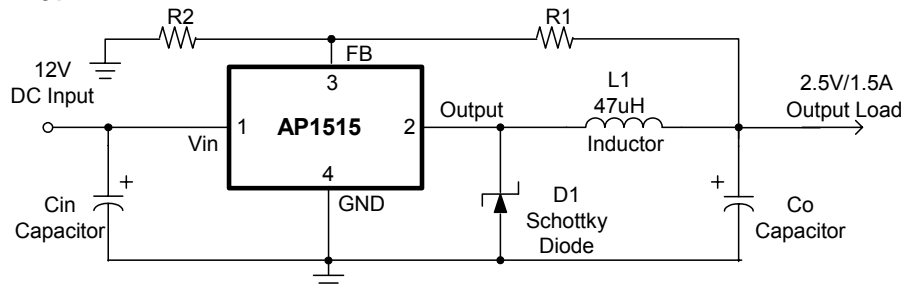 R2
R1
FB
12V
DC Input
3
L1
47uH
2.5V/1.5A
Output Load
Output
1
AP1515
2
Vin
Inductor
4
GND
+
Cin
Capacitor
D1
Schottky
Diode
+
Co
Capacitor